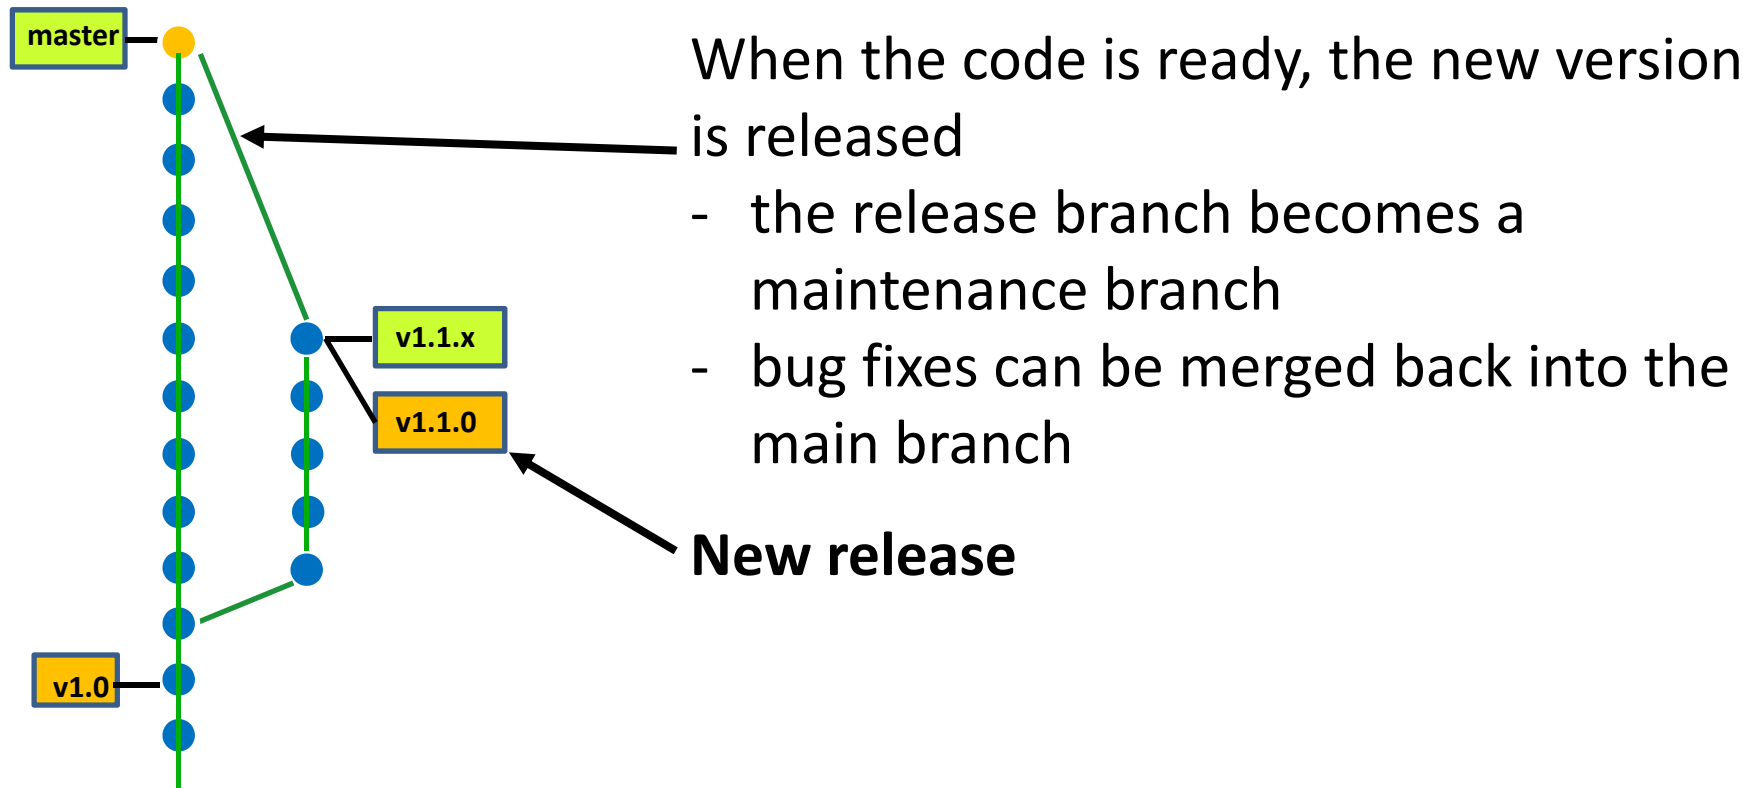 master
When the code is ready, the new version
is released
- the release branch becomes a
maintenance branch
v1.1.x
- bug fixes can be merged back into the
v1.1.0
main branch
New release
v1.0